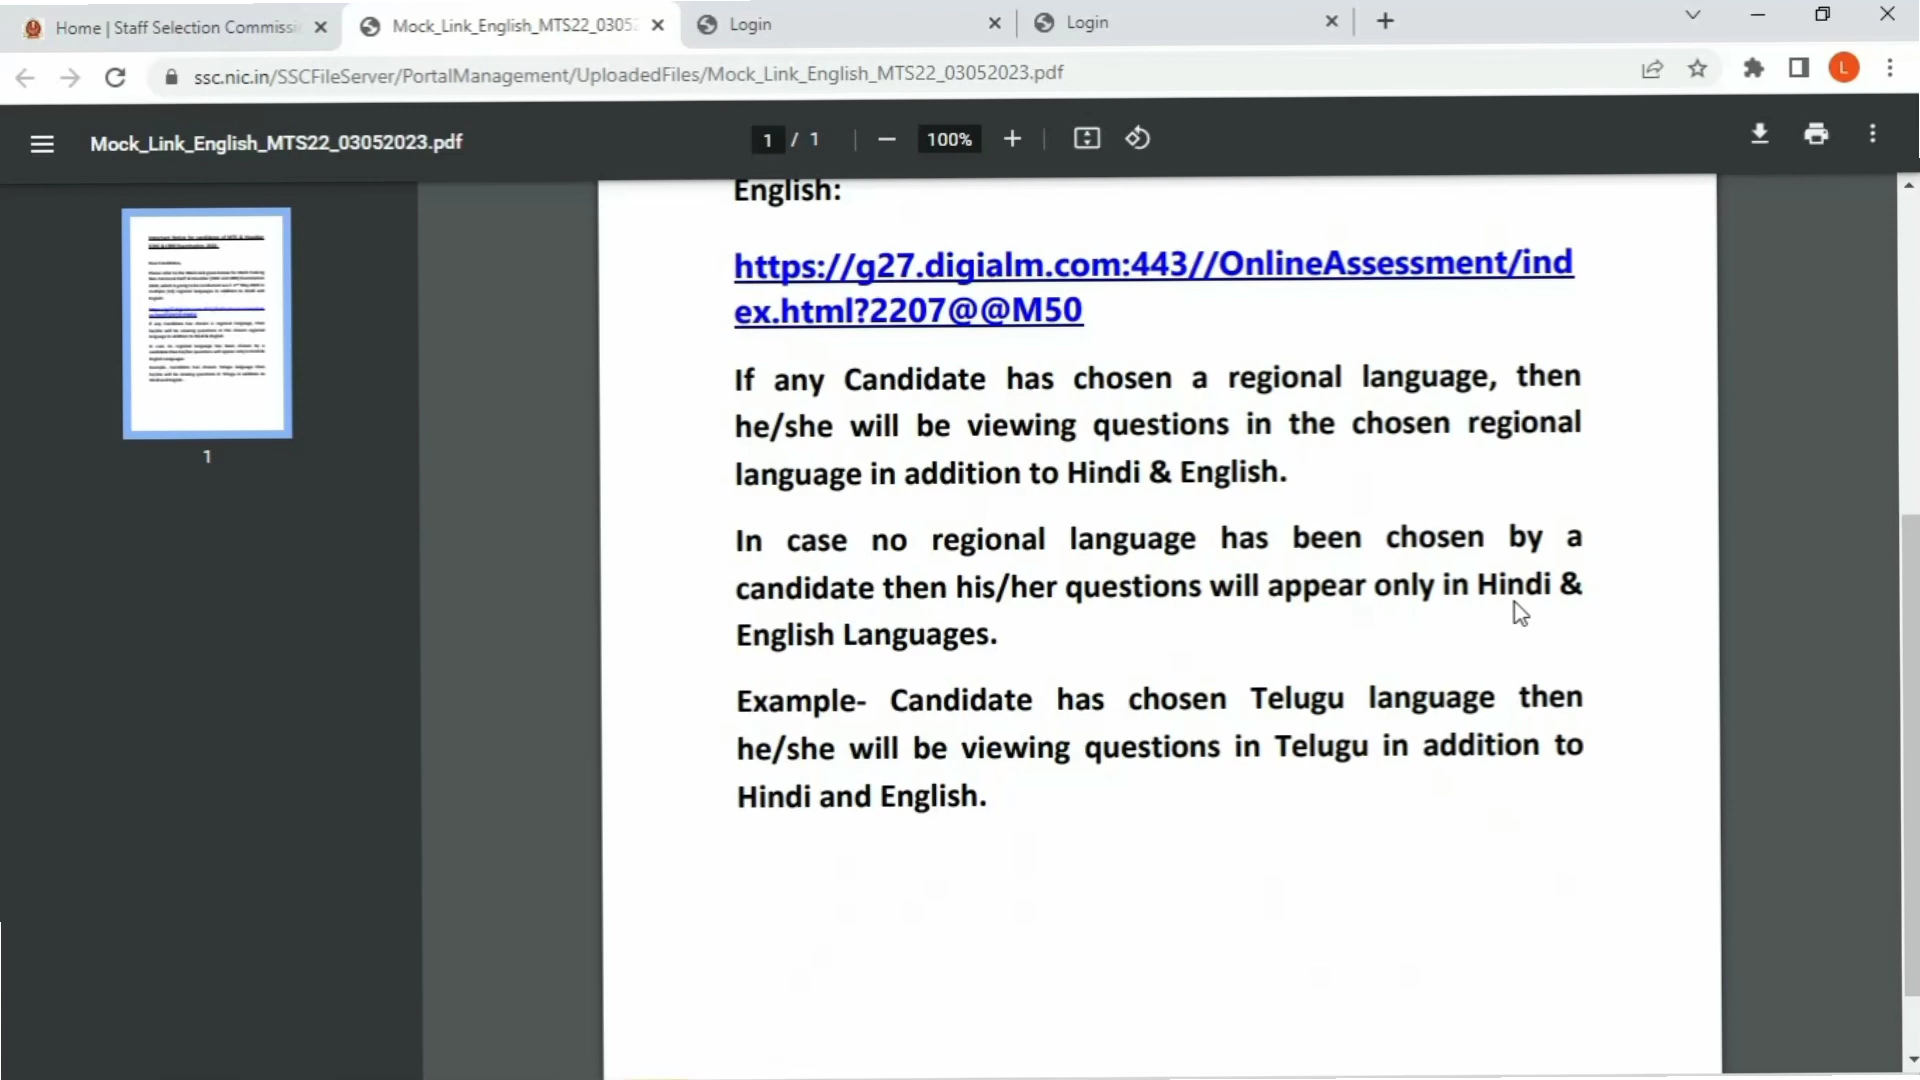 Home | Staff Selection Commissi
Mock_Link_English_MTS22_0305
Login
Login
ssc.nic.in/SSCFileServer/PortalManagement/UploadedFiles/Mock_Link_English_MTS22_03052023.pdf
L
Mock_Link_English_MTS22_03052023.pdf
1 / 1
100%
English:
https://g27.digialm.com:443//OnlineAssessment/ind
ex.html?2207@@M50
If any Candidate has chosen a regional language, then
he/she will be viewing questions in the chosen regional
language in addition to Hindi & English.
In case no regional language has been chosen by a
candidate then his/her questions will appear only in Hindi &
English Languages.
Example- Candidate has chosen Telugu language then
he/she will be viewing questions in Telugu in addition to
Hindi and English.
1